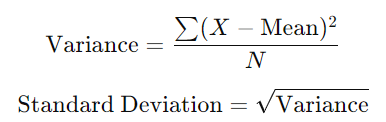 Variance = ∑(X − Mean)² / N
Standard Deviation = √Variance